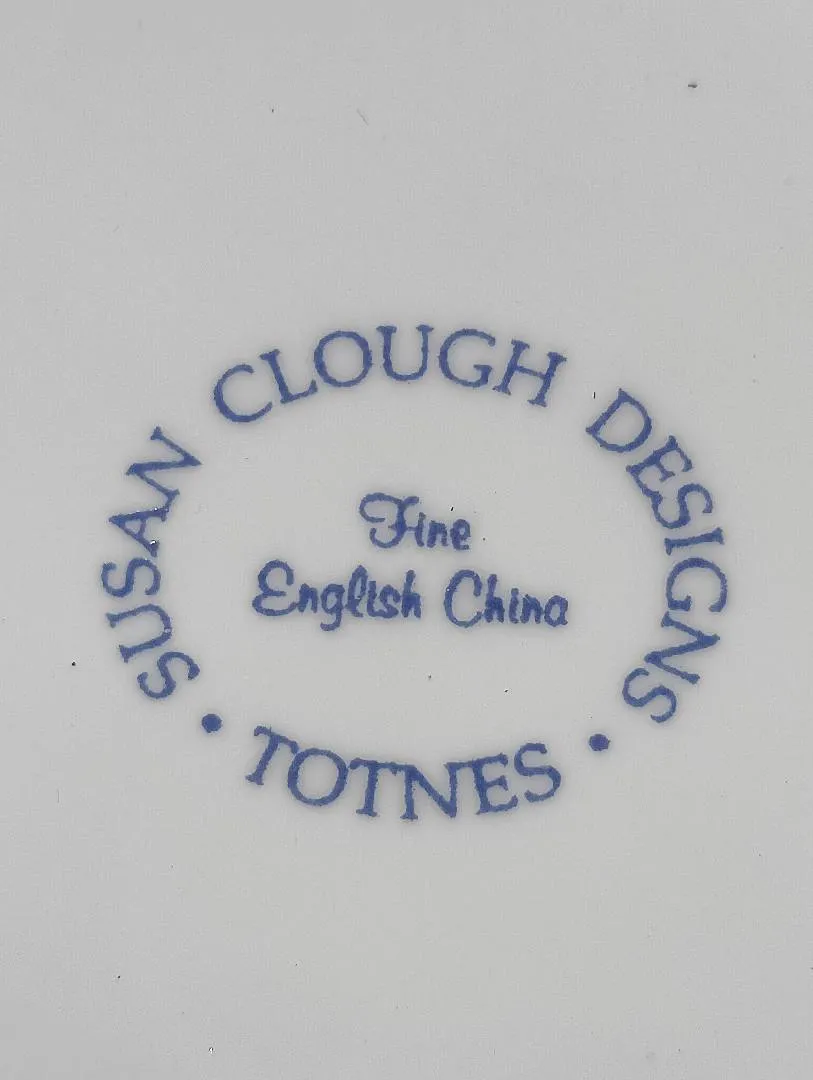 SUSAN CLOUGH DESIGNS
Fine
English China
• TOTNES •